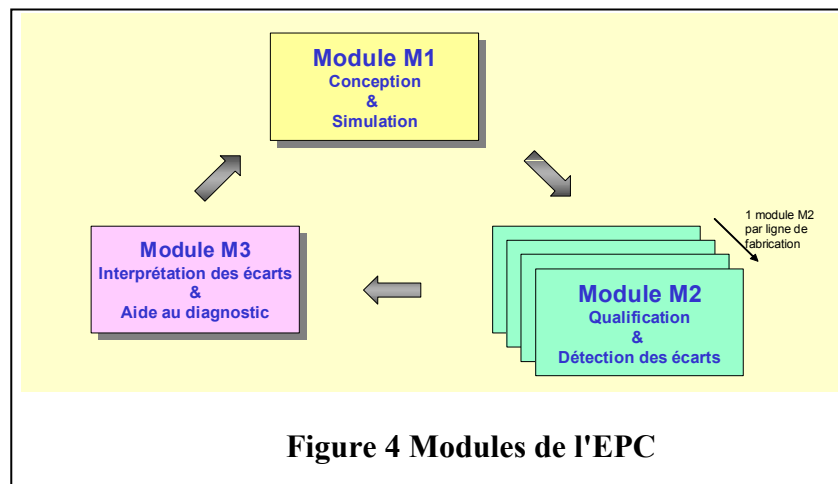 Module M1
Conception
&
Simulation
1 module M2
par ligne de
fabrication
Module M3
Interprétation des écarts
&
Aide au diagnostic
Module M2
Qualification
&
Détection des écarts
Figure 4 Modules de l'EPC